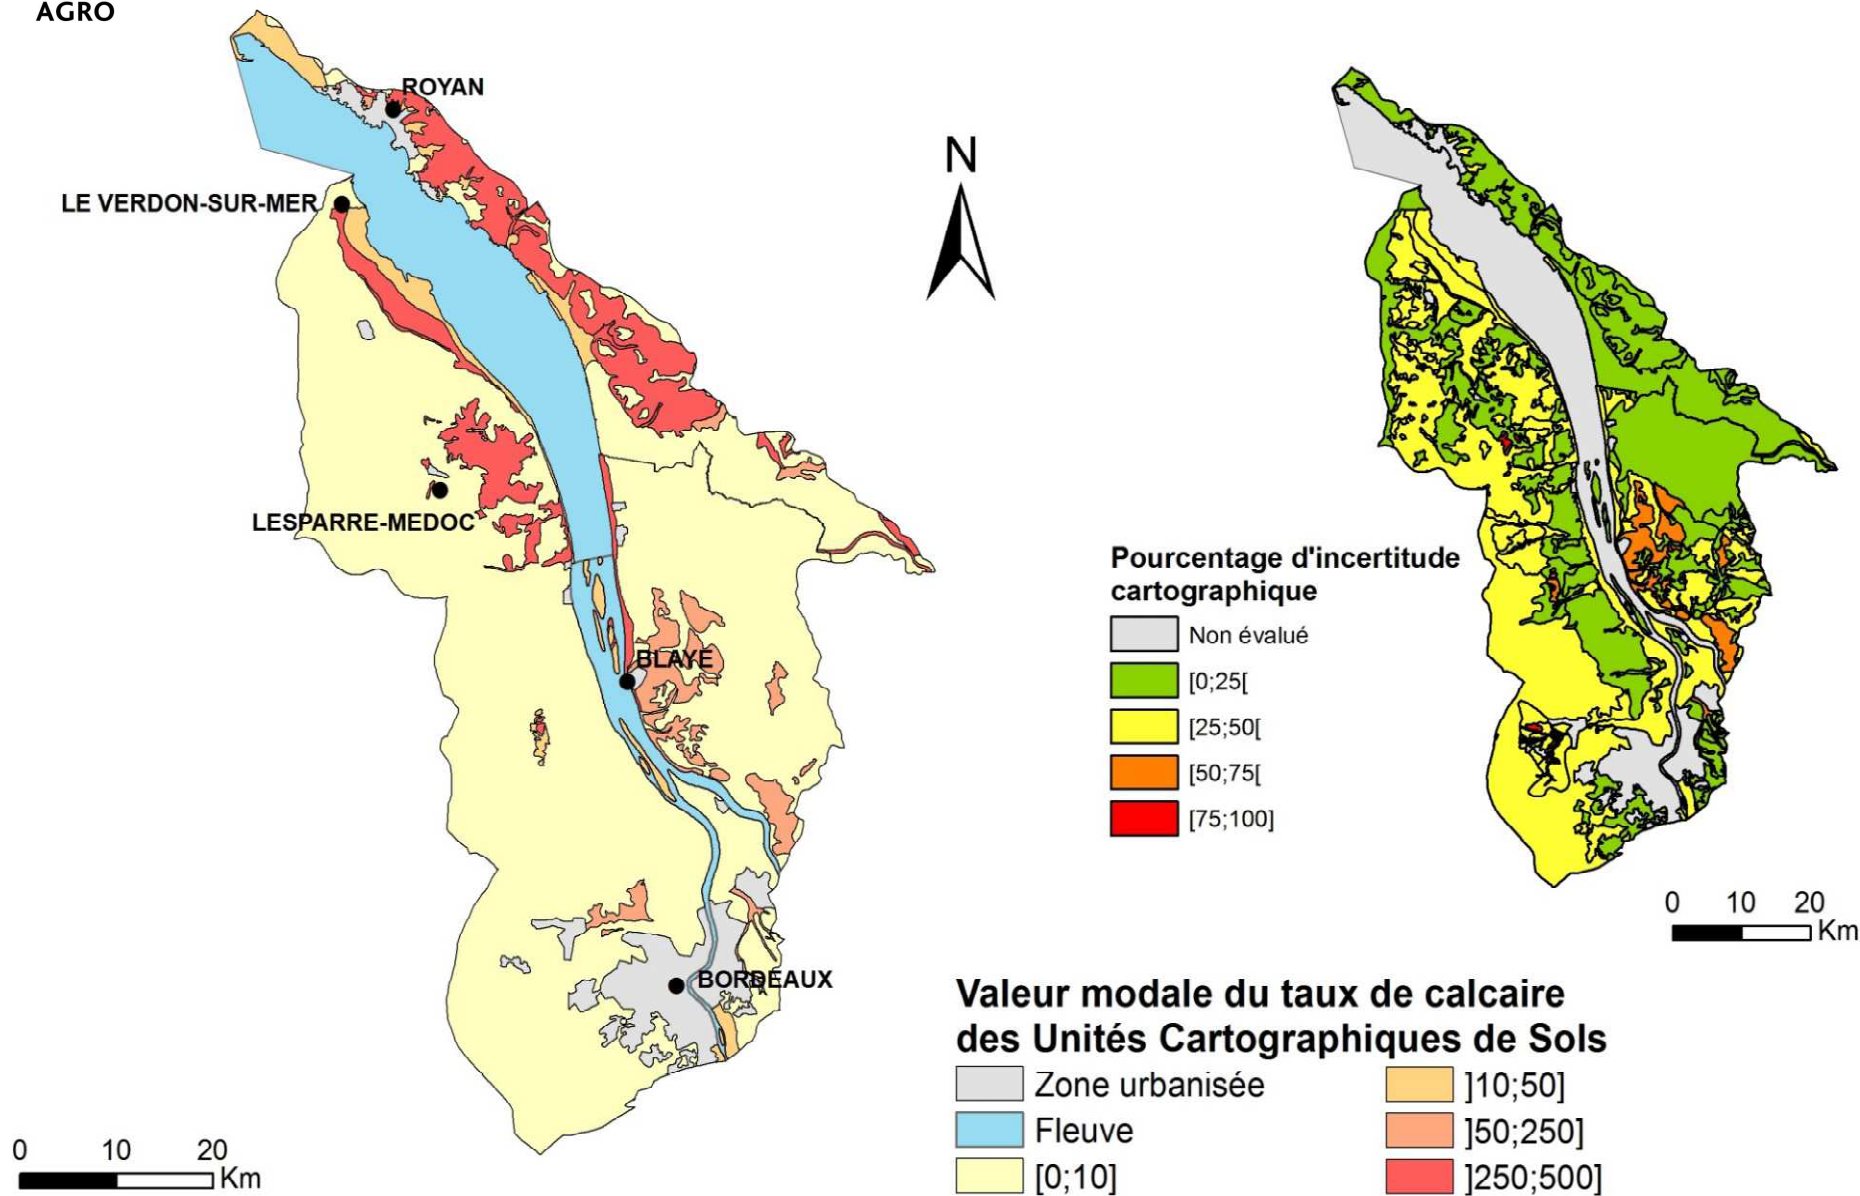 AGRO
ROYAN
LE VERDON-SUR-MER
N
LESPARRE-MEDOC
BLAYE
BORDEAUX
0 10 20
Km
Pourcentage d'incertitude
cartographique
Non évalué
[0;25[
[25;50[
[50;75[
[75;100]
0 10 20
Km
Valeur modale du taux de calcaire
des Unités Cartographiques de Sols
Zone urbanisée
Fleuve
[0;10]
]10;50]
]50;250]
]250;500]